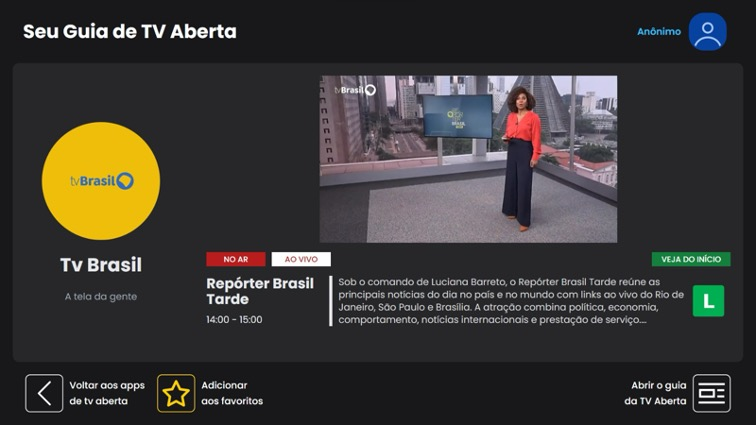 Seu Guia de TV Aberta
Anônimo
tvBrasil
tvBrasil
Tv Brasil
A tela da gente
NO AR
AO VIVO
VEJA DO INÍCIO
Repórter Brasil
Tarde
14:00 - 15:00
Sob o comando de Luciana Barreto, o Repórter Brasil Tarde reúne as
principais notícias do dia no país e no mundo com links ao vivo do Rio de
Janeiro, São Paulo e Brasília. A atração combina política, economia,
comportamento, notícias internacionais e prestação de serviço....
L
Voltar aos apps
de tv aberta
Adicionar
aos favoritos
Abrir o guia
da TV Aberta